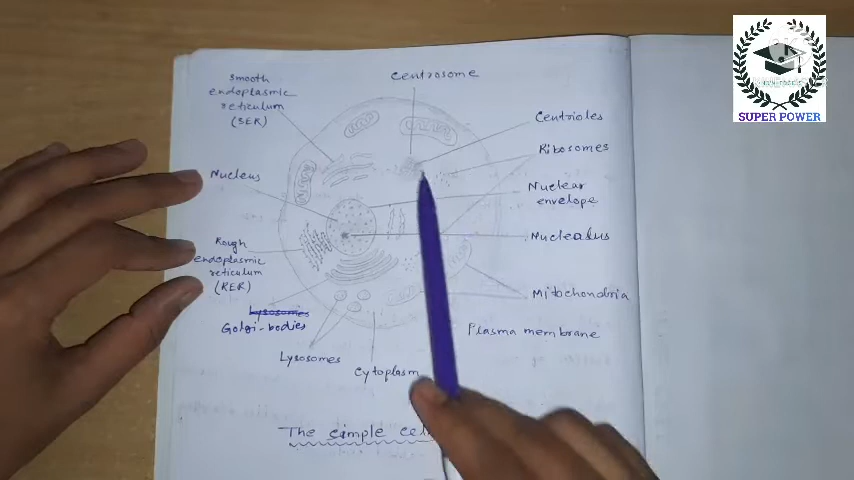 Smooth
endoplasmic
reticulum
(SER)
Centrosome
Centrioles
Ribosomes
Nucleus
Nuclear
envelope
Nucleolus
Rough
endoplasmic
reticulum
(RER)
Mitochondria
Lysosomes
Golgi-bodies
Plasma membrane
Lysosomes
Cytoplasm
The simple
SUPER POWER